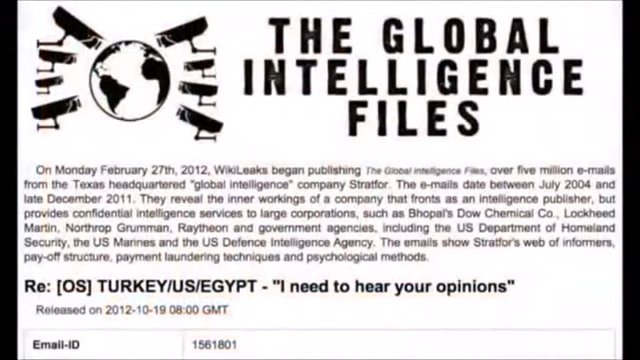 THE GLOBAL
INTELLIGENCE
FILES
On Monday February 27th, 2012, WikiLeaks began publishing The Global Intelligence Files, over five million e-mails
from the Texas headquartered "global intelligence" company Stratfor. The e-mails date between July 2004 and
late December 2011. They reveal the inner workings of a company that fronts as an intelligence publisher, but
provides confidential intelligence services to large corporations, such as Bhopal's Dow Chemical Co., Lockheed
Martin, Northrop Grumman, Raytheon and government agencies, including the US Department of Homeland
Security, the US Marines and the US Defence Intelligence Agency. The emails show Stratfor's web of informers,
pay-off structure, payment laundering techniques and psychological methods.
Re: [OS] TURKEY/US/EGYPT - "I need to hear your opinions"
Released on 2012-10-19 08:00 GMT
Email-ID 1561801